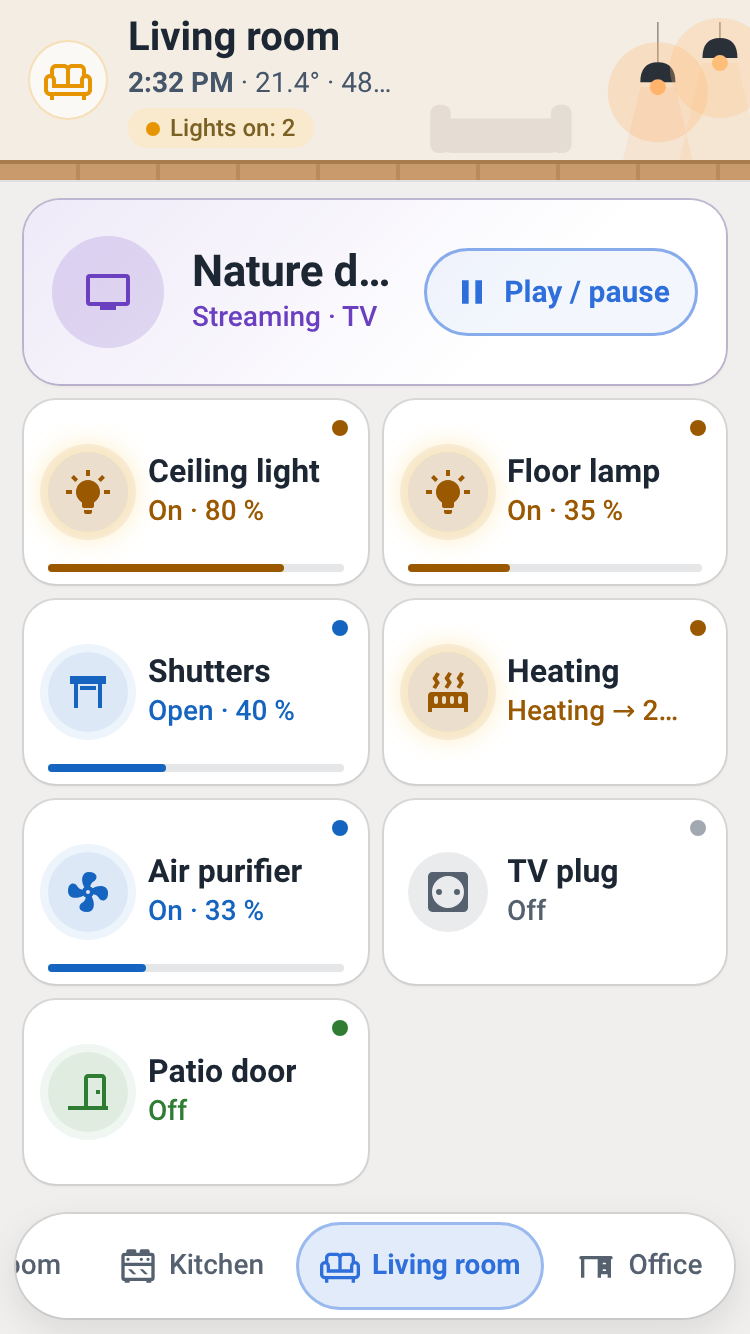 Living room
2:32 PM · 21.4° · 48…
Lights on: 2
Nature d…
Streaming · TV
Play / pause
Ceiling light
On · 80 %
Floor lamp
On · 35 %
Shutters
Open · 40 %
Heating
Heating → 2…
Air purifier
On · 33 %
TV plug
Off
Patio door
Off
oom
Kitchen
Living room
Office